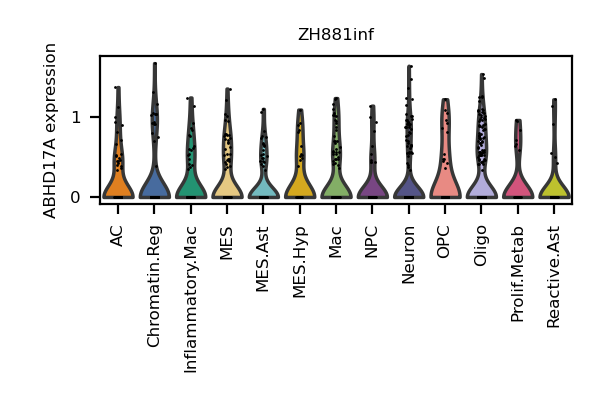 ZH881inf
ABHD17A expression
1
0
AC
Chromatin.Reg
Inflammatory.Mac
MES
MES.Ast
MES.Hyp
Mac
NPC
Neuron
OPC
Oligo
Prolif.Metab
Reactive.Ast